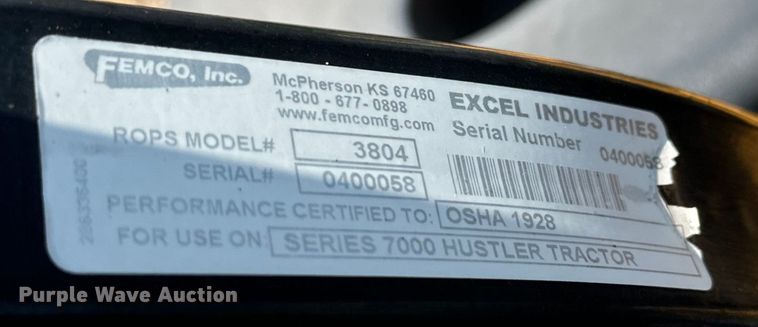 FEMCO, Inc.
McPherson KS 67460
1-800-677-0898
www.femcomfg.com
EXCEL INDUSTRIES
Serial Number
0400058
ROPS MODEL# 3804
SERIAL# 0400058
PERFORMANCE CERTIFIED TO: OSHA 1928
FOR USE ON: SERIES 7000 HUSTLER TRACTOR
Purple Wave Auction